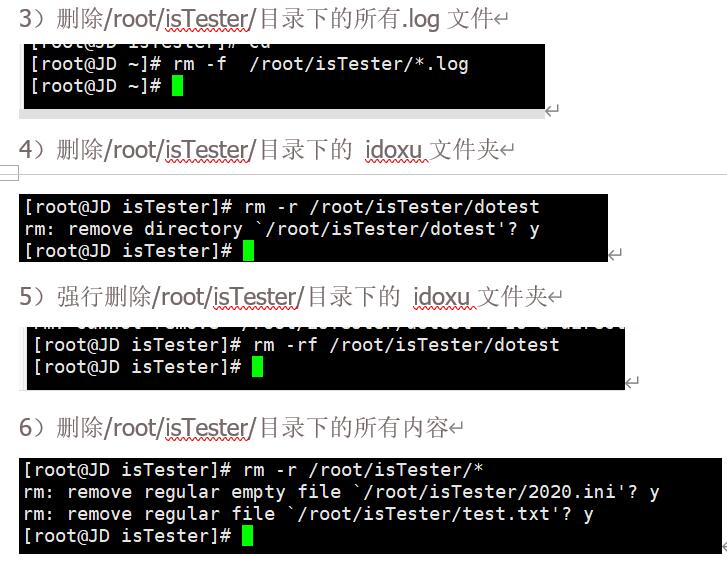 3）删除/root/isTester/目录下的所有.log 文件
[root@JD ~]# rm -f  /root/isTester/*.log
[root@JD ~]#
4）删除/root/isTester/目录下的 idoxu 文件夹
[root@JD isTester]# rm -r /root/isTester/dotest
rm: remove directory `/root/isTester/dotest'? y
[root@JD isTester]#
5）强行删除/root/isTester/目录下的 idoxu 文件夹
[root@JD isTester]# rm -rf /root/isTester/dotest
[root@JD isTester]#
6）删除/root/isTester/目录下的所有内容
[root@JD isTester]# rm -r /root/isTester/*
rm: remove regular empty file `/root/isTester/2020.ini'? y
rm: remove regular file `/root/isTester/test.txt'? y
[root@JD isTester]#